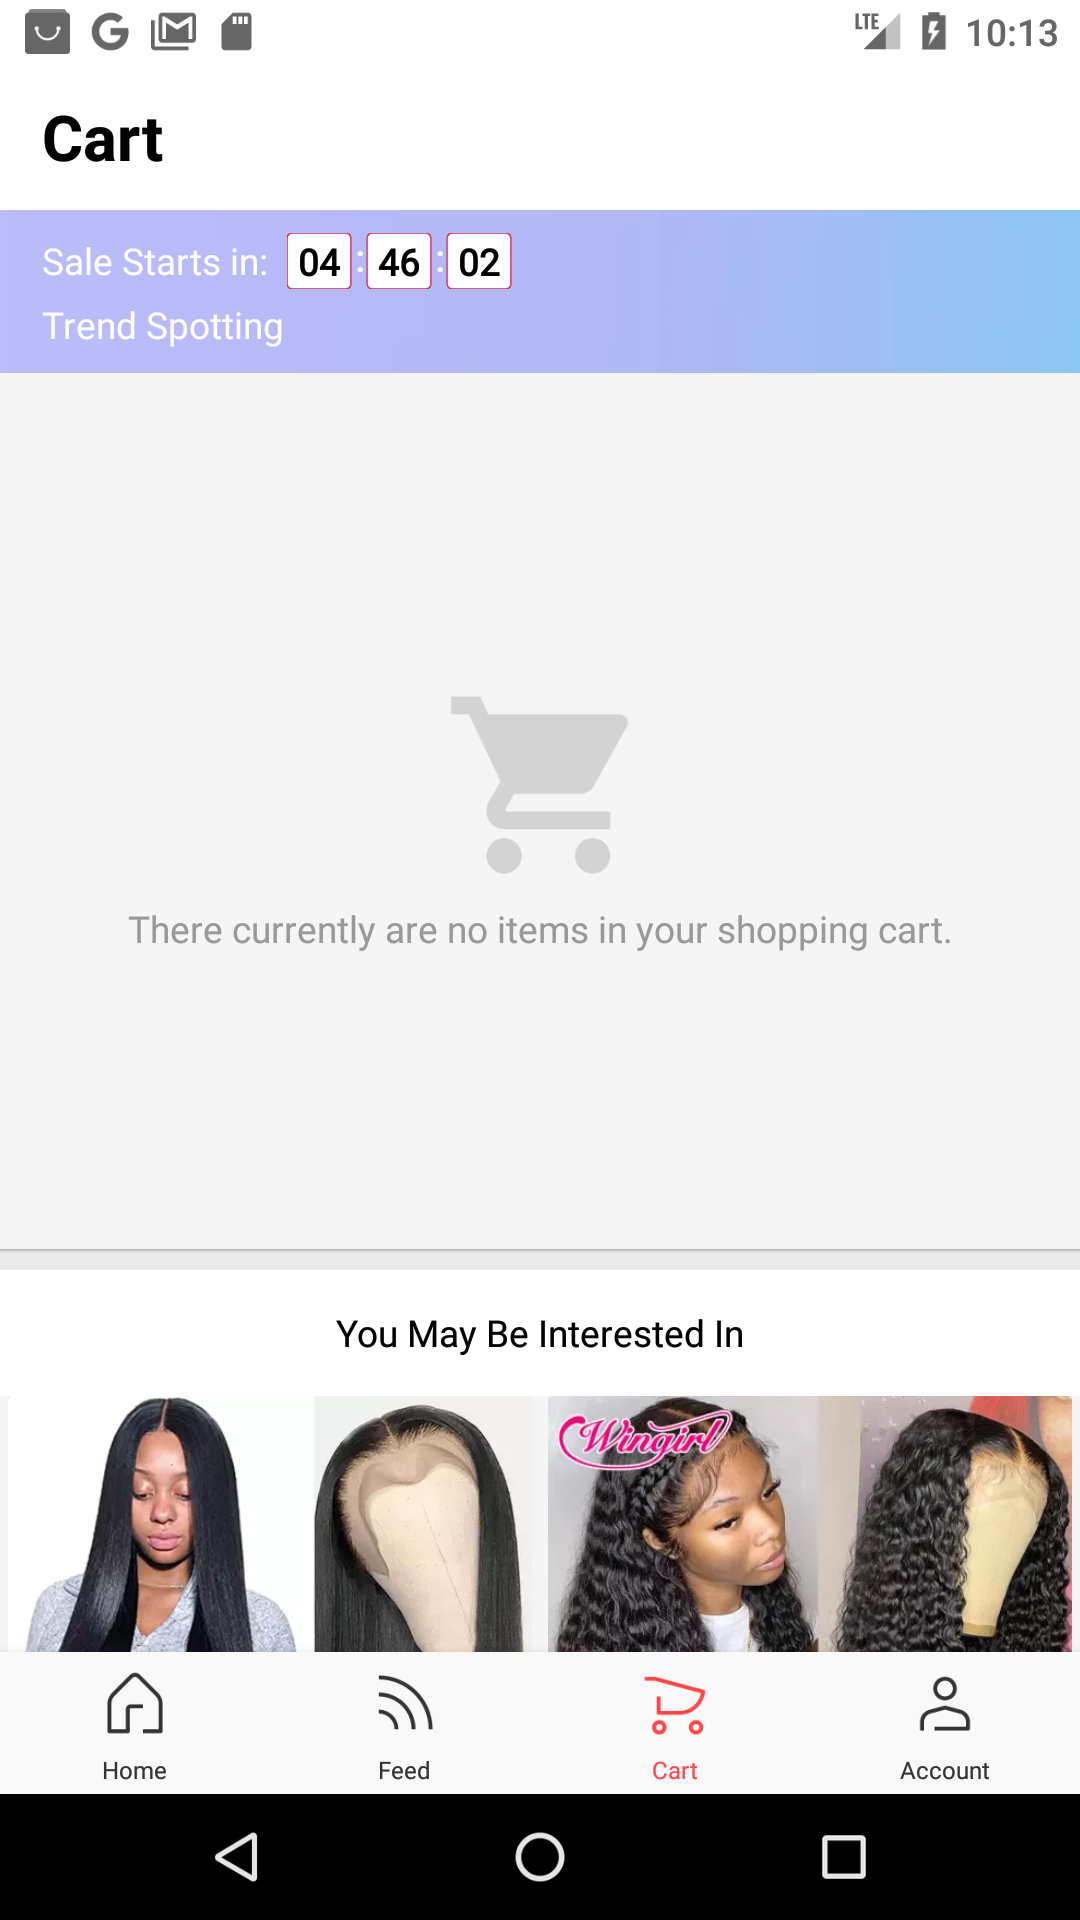 LTE 10:13
Cart
Sale Starts in: 04 : 46 : 02
Trend Spotting
There currently are no items in your shopping cart.
You May Be Interested In
Wingirl
Home Feed Cart Account